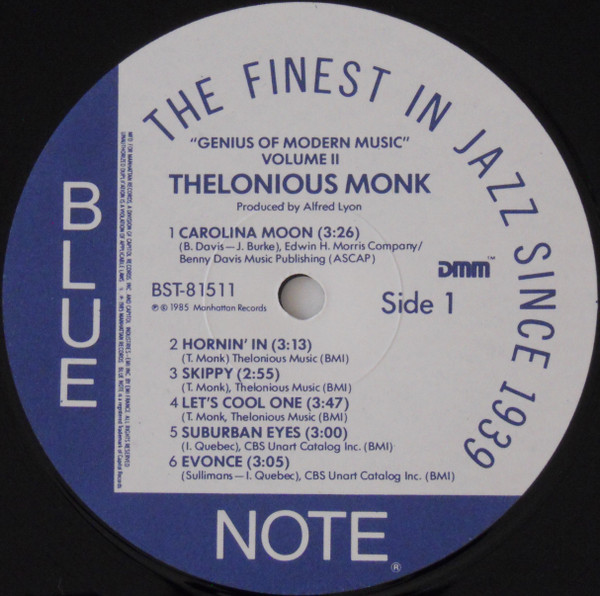 THE FINEST IN JAZZ SINCE 1939
"GENIUS OF MODERN MUSIC"
VOLUME II
THELONIOUS MONK
Produced by Alfred Lyon
1 CAROLINA MOON (3:26)
(B. Davis—J. Burke), Edwin H. Morris Company/
Benny Davis Music Publishing (ASCAP)
DMM™
BST-81511
℗ © 1985 Manhattan Records
Side 1
2 HORNIN' IN (3:13)
(T. Monk) Thelonious Music (BMI)
3 SKIPPY (2:55)
(T. Monk), Thelonious Music (BMI)
4 LET'S COOL ONE (3:47)
(T. Monk, Thelonious Music (BMI)
5 SUBURBAN EYES (3:00)
(I. Quebec), CBS Unart Catalog Inc. (BMI)
6 EVONCE (3:05)
(Sullimans—I. Quebec), CBS Unart Catalog Inc. (BMI)
BLUE
NOTE®